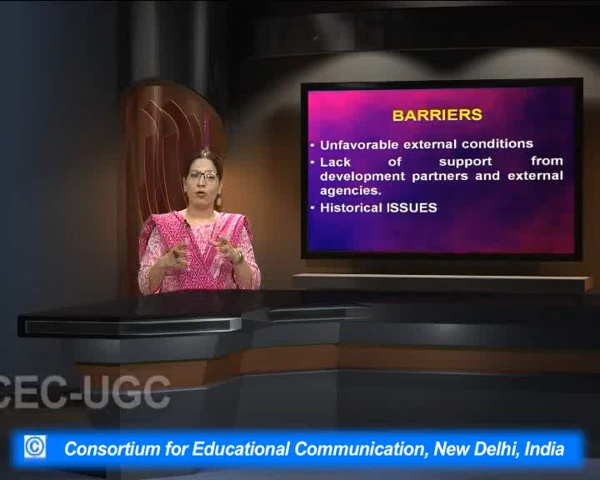 BARRIERS
• Unfavorable external conditions
• Lack of support from
development partners and external
agencies.
• Historical ISSUES
CEC-UGC
© Consortium for Educational Communication, New Delhi, India